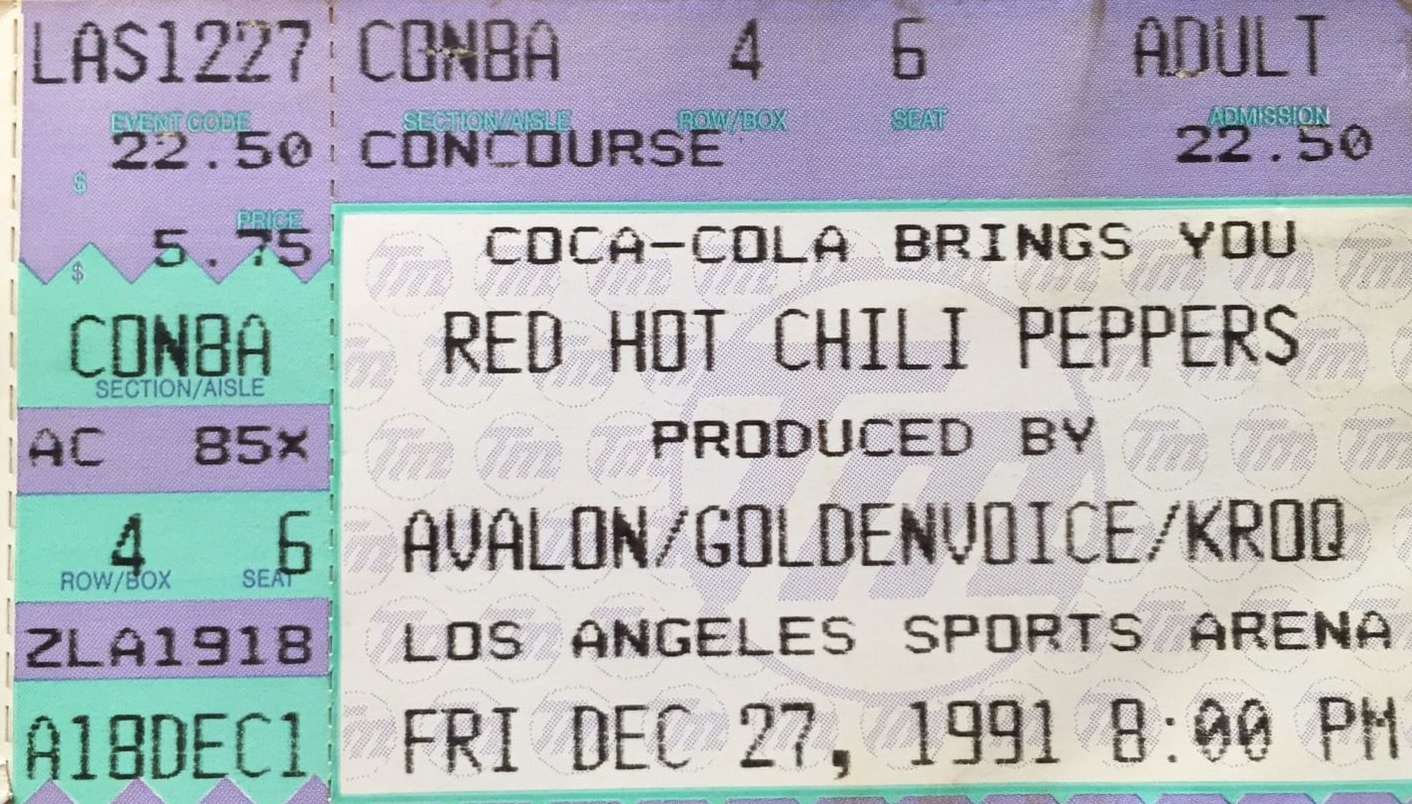 LAS1227
EVENT CODE
22.50
$
PRICE
5.75
$
CON8A
SECTION/AISLE
AC 85X
4 6
ROW/BOX SEAT
ZLA1918
A18DEC1
CON8A 4 6 ADULT
SECTION/AISLE ROW/BOX SEAT ADMISSION
CONCOURSE 22.50
COCA-COLA BRINGS YOU
RED HOT CHILI PEPPERS
PRODUCED BY
AVALON/GOLDENVOICE/KROQ
LOS ANGELES SPORTS ARENA
FRI DEC 27, 1991 8:00 PM